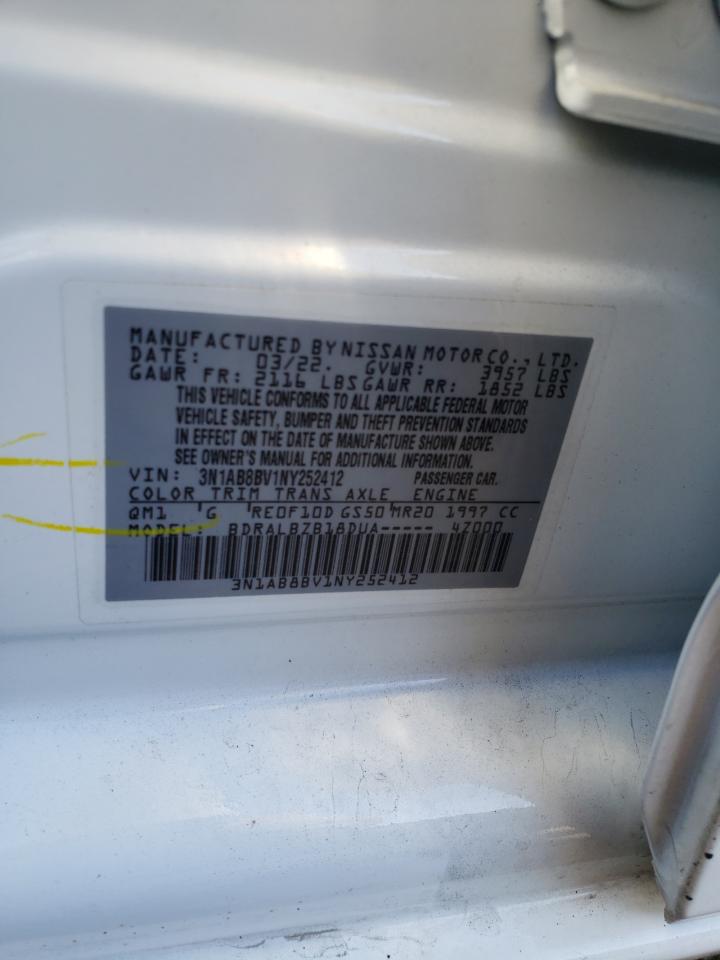 MANUFACTURED BY NISSAN MOTOR CO., LTD.
DATE: 03/22. GVWR: 3957 LBS
GAWR FR: 2116 LBS GAWR RR: 1852 LBS
THIS VEHICLE CONFORMS TO ALL APPLICABLE FEDERAL MOTOR
VEHICLE SAFETY, BUMPER AND THEFT PREVENTION STANDARDS
IN EFFECT ON THE DATE OF MANUFACTURE SHOWN ABOVE.
SEE OWNER'S MANUAL FOR ADDITIONAL INFORMATION.
VIN: 3N1AB8BV1NY252412 PASSENGER CAR.
COLOR TRIM TRANS AXLE ENGINE
QM1 G RE0F10D GS50 MR20 1997 CC
MODEL: BDRALBZB18DUA----- 4Z000
3N1AB8BV1NY252412